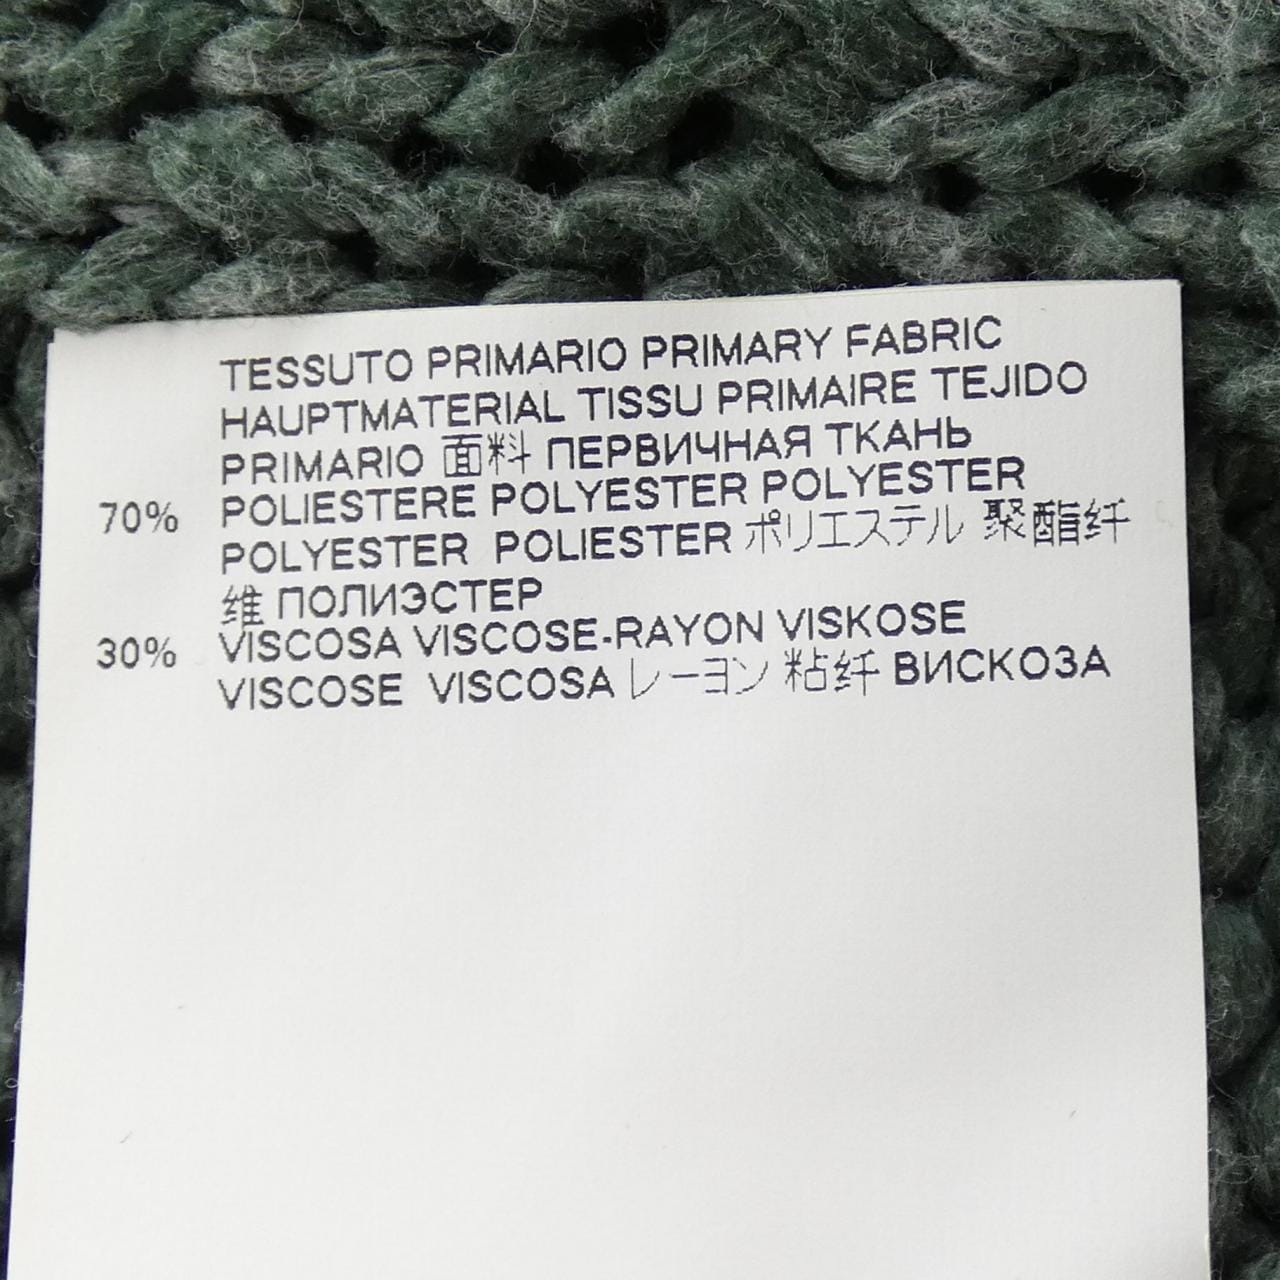 TESSUTO PRIMARIO PRIMARY FABRIC
HAUPTMATERIAL TISSU PRIMAIRE TEJIDO
PRIMARIO 面料 ПЕРВИЧНАЯ ТКАНЬ
70% POLIESTERE POLYESTER POLYESTER
POLYESTER POLIESTER ポリエステル 聚酯纤
维 ПОЛИЭСТЕР
30% VISCOSA VISCOSE-RAYON VISKOSE
VISCOSE VISCOSA レーヨン 粘纤 ВИСКОЗА